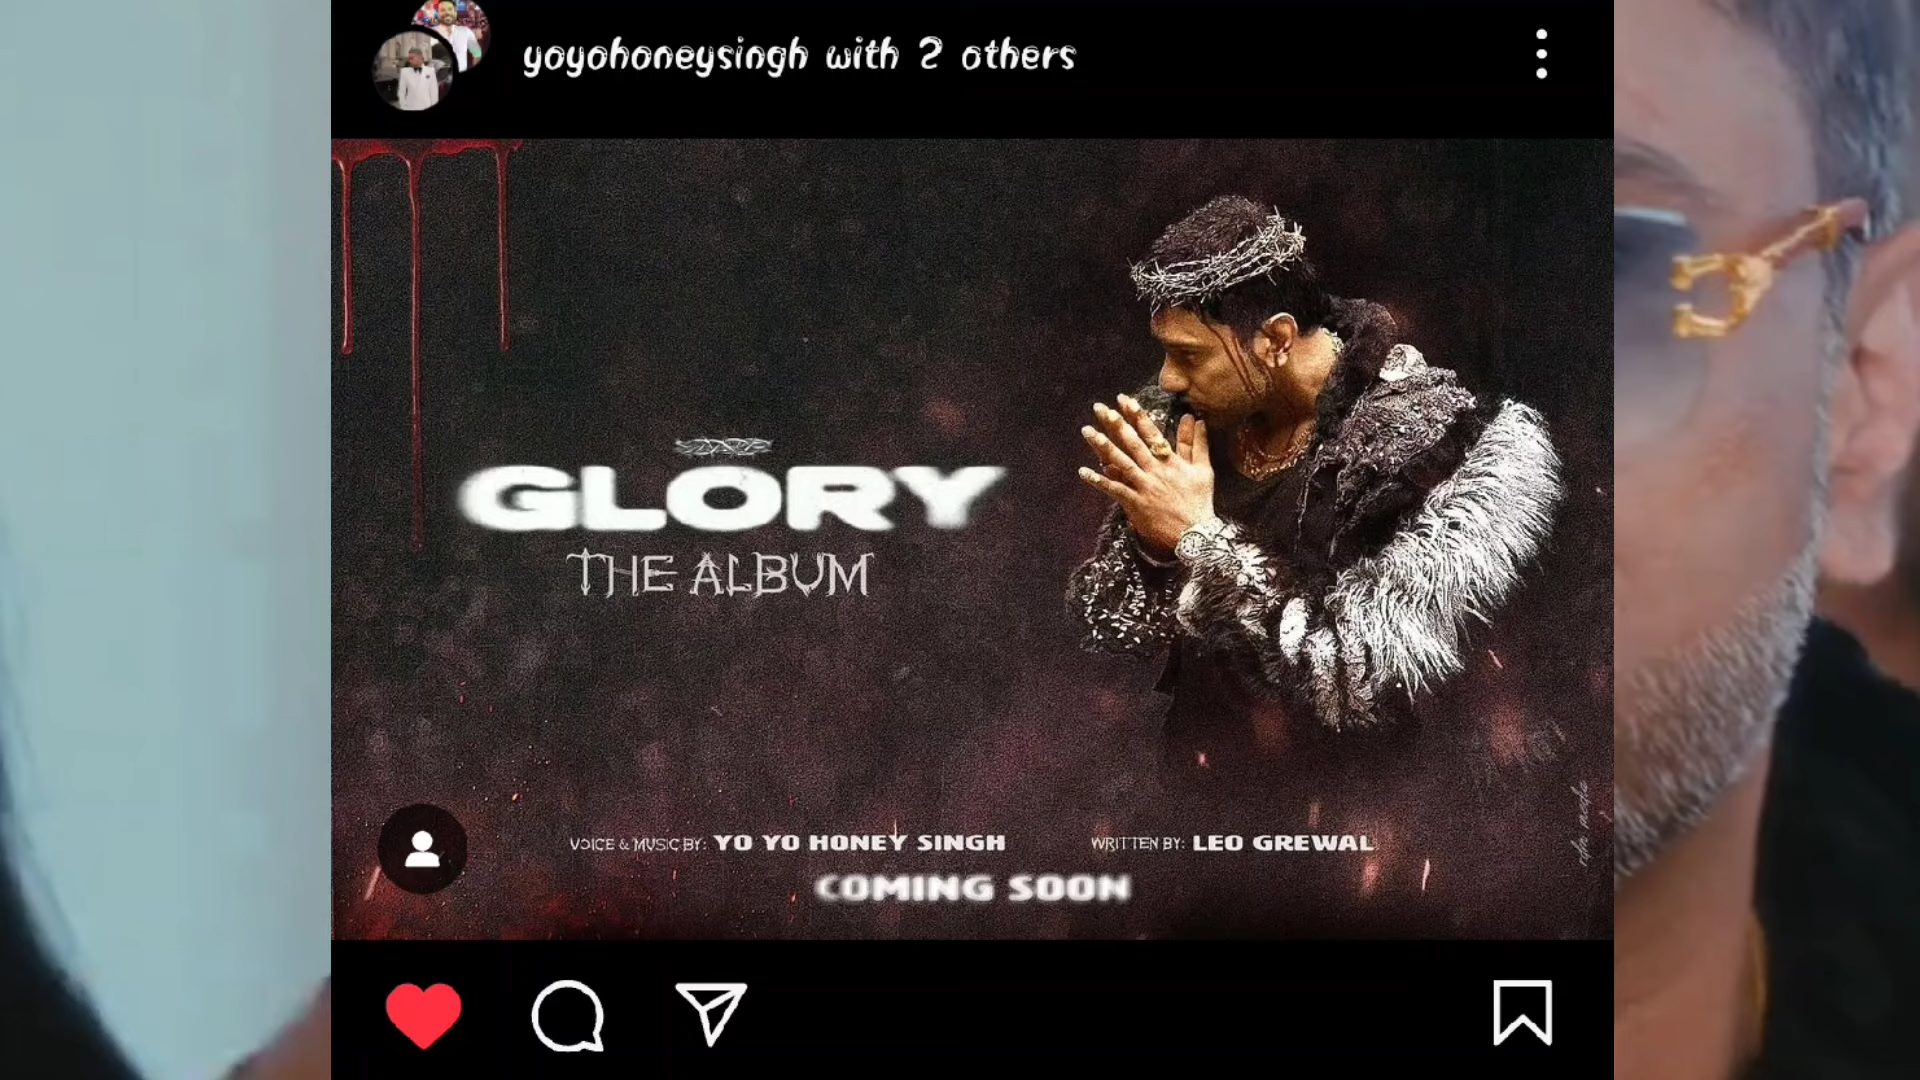 yoyohoneysingh with 2 others
GLORY
THE ALBUM
VOICE & MUSIC BY: YO YO HONEY SINGH
WRITTEN BY: LEO GREWAL
COMING SOON